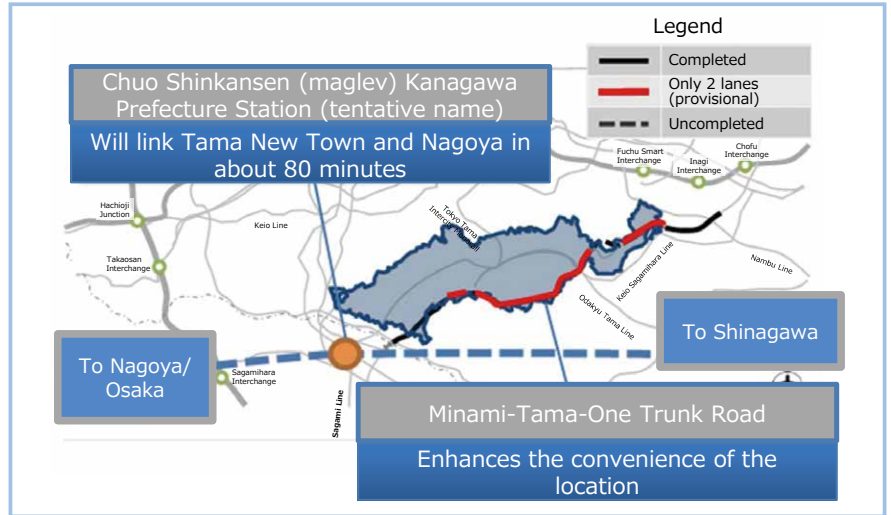 Legend
Completed
Only 2 lanes
(provisional)
Uncompleted
Chuo Shinkansen (maglev) Kanagawa
Prefecture Station (tentative name)
Will link Tama New Town and Nagoya in
about 80 minutes
Fuchu Smart
Interchange
Inagi
Interchange
Chofu
Interchange
Hachioji
Junction
Keio Line
Tokyo Tama
Intercity
Takaosan
Interchange
Keio Sagamihara Line
Nambu Line
Odakyu Tama Line
To Nagoya/
Osaka
Sagamihara
Interchange
Sagami Line
To Shinagawa
Minami-Tama-One Trunk Road
Enhances the convenience of the
location